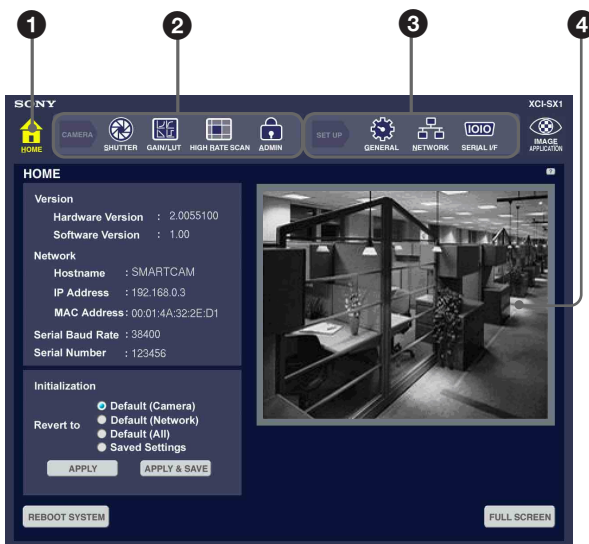 1 2 3 4
SONY XCI-SX1
HOME CAMERA SHUTTER GAIN/LUT HIGH RATE SCAN ADMIN SET UP GENERAL NETWORK SERIAL I/F IMAGE APPLICATION
HOME ?
Version
Hardware Version : 2.0055100
Software Version : 1.00
Network
Hostname : SMARTCAM
IP Address : 192.168.0.3
MAC Address : 00:01:4A:32:2E:D1
Serial Baud Rate : 38400
Serial Number : 123456
Initialization
Revert to
Default (Camera)
Default (Network)
Default (All)
Saved Settings
APPLY APPLY & SAVE
REBOOT SYSTEM FULL SCREEN